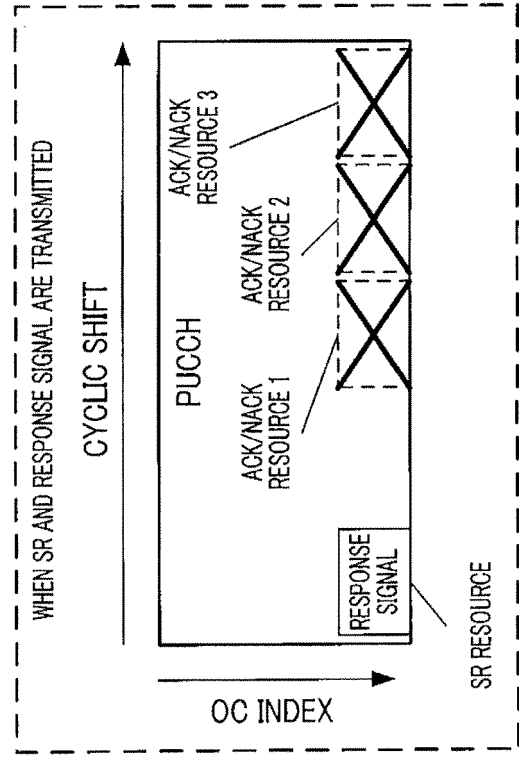 WHEN SR AND RESPONSE SIGNAL ARE TRANSMITTED
CYCLIC SHIFT
PUCCH
ACK/NACK
RESOURCE 1
ACK/NACK
RESOURCE 2
ACK/NACK
RESOURCE 3
OC INDEX
RESPONSE
SIGNAL
SR RESOURCE